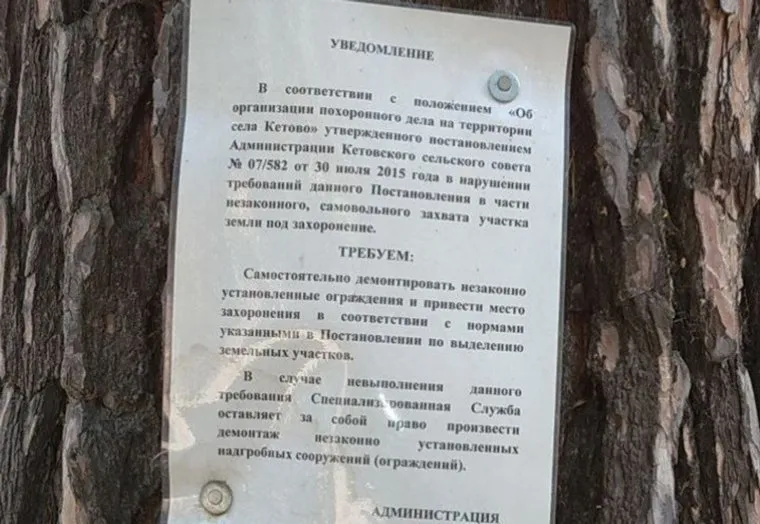 УВЕДОМЛЕНИЕ
В соответствии с положением «Об
организации похоронного дела на территории
села Кетово» утвержденного постановлением
Администрации Кетовского сельского совета
№ 07/582 от 30 июля 2015 года в нарушении
требований данного Постановления в части
незаконного, самовольного захвата участка
земли под захоронение.
ТРЕБУЕМ:
Самостоятельно демонтировать незаконно
установленные ограждения и привести место
захоронения в соответствии с нормами
указанными в Постановлении по выделению
земельных участков.
В случае невыполнения данного
требования Специализированная Служба
оставляет за собой право произвести
демонтаж незаконно установленных
надгробных сооружений (ограждений).
АДМИНИСТРАЦИЯ